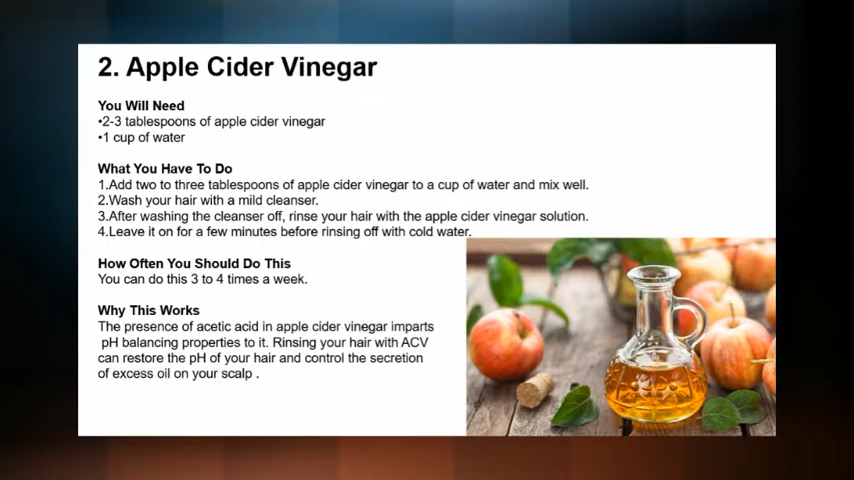 2. Apple Cider Vinegar
You Will Need
•2-3 tablespoons of apple cider vinegar
•1 cup of water
What You Have To Do
1.Add two to three tablespoons of apple cider vinegar to a cup of water and mix well.
2.Wash your hair with a mild cleanser.
3.After washing the cleanser off, rinse your hair with the apple cider vinegar solution.
4.Leave it on for a few minutes before rinsing off with cold water.
How Often You Should Do This
You can do this 3 to 4 times a week.
Why This Works
The presence of acetic acid in apple cider vinegar imparts
pH balancing properties to it. Rinsing your hair with ACV
can restore the pH of your hair and control the secretion
of excess oil on your scalp .